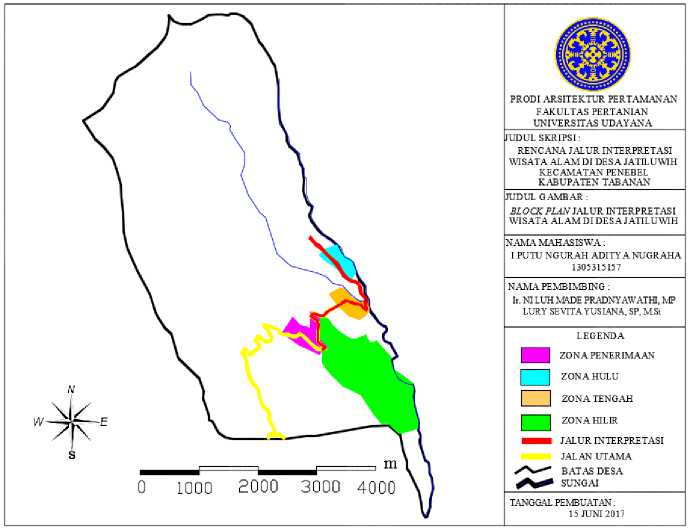 PRODI ARSITEKTUR PERTAMANAN
FAKULTAS PERTANIAN
UNIVERSITAS UDAYANA
JUDUL SKRIPSI :
RENCANA JALUR INTERPRETASI
WISATA ALAM DI DESA JATILUWIH
KECAMATAN PENEBEL
KABUPATEN TABANAN
JUDUL GAMBAR :
BLOCK PLAN JALUR INTERPRETASI
WISATA ALAM DI DESA JATILUWIH
NAMA MAHASISWA :
I PUTU NGURAH ADITYA NUGRAHA
1305315157
NAMA PEMBIMBING :
Ir. NI LUH MADE PRADNYAWATHI, MP
LURY SEVITA YUSIANA, SP, M.Si
LEGENDA
ZONA PENERIMAAN
ZONA HULU
ZONA TENGAH
ZONA HILIR
JALUR INTERPRETASI
JALAN UTAMA
BATAS DESA
SUNGAI
TANGGAL PEMBUATAN :
15 JUNI 2017
N
W E
S
m
0 1000 2000 3000 4000